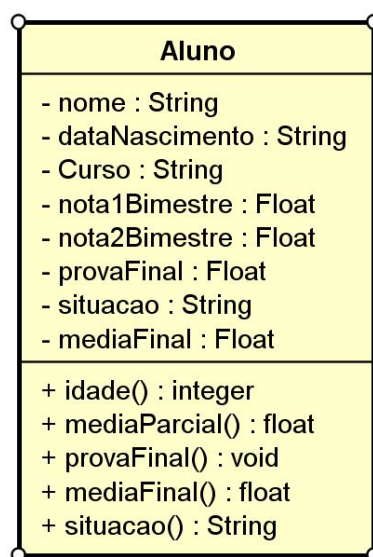 Aluno
- nome : String
- dataNascimento : String
- Curso : String
- nota1Bimestre : Float
- nota2Bimestre : Float
- provaFinal : Float
- situacao : String
- mediaFinal : Float
+ idade() : integer
+ mediaParcial() : float
+ provaFinal() : void
+ mediaFinal() : float
+ situacao() : String